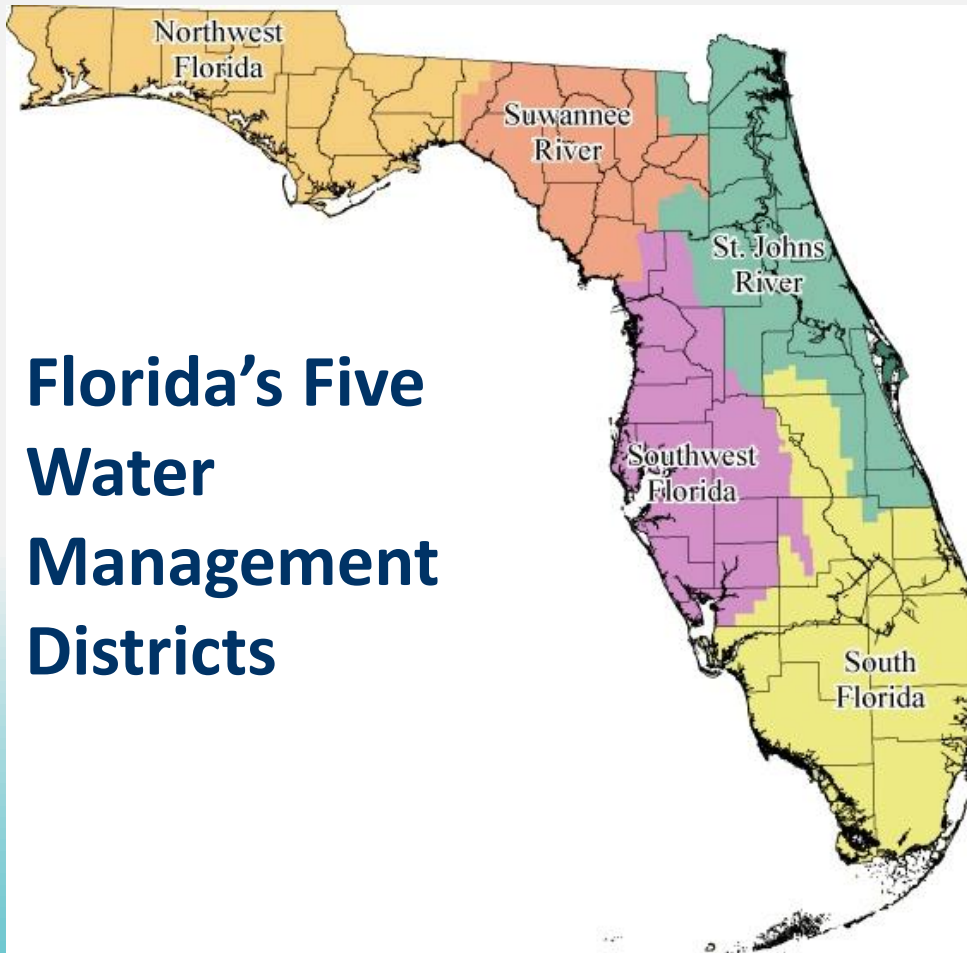 Northwest
Florida
Suwannee
River
St. Johns
River
Florida’s Five
Water
Management
Districts
Southwest
Florida
South
Florida